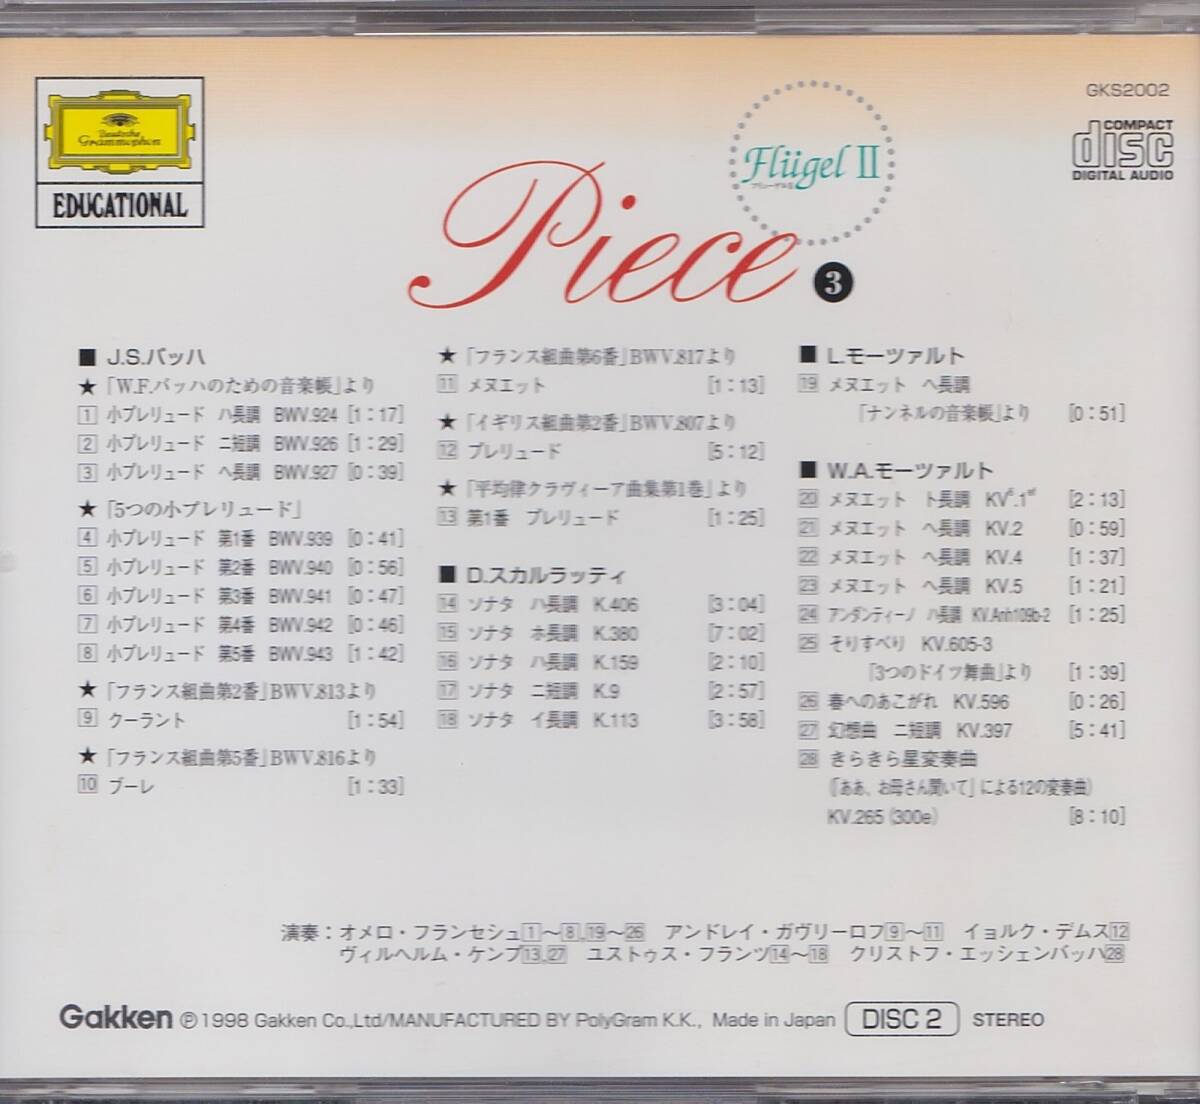 Deutsche
Grammophon
EDUCATIONAL
Flügel II
フリューゲルⅡ
Piece 3
GKS2002
COMPACT
disc
DIGITAL AUDIO
■ J.S.バッハ
★「W.F.バッハのための音楽帳」より
1 小プレリュード ハ長調 BWV.924 [1:17]
2 小プレリュード ニ短調 BWV.926 [1:29]
3 小プレリュード ヘ長調 BWV.927 [0:39]
★「5つの小プレリュード」
4 小プレリュード 第1番 BWV.939 [0:41]
5 小プレリュード 第2番 BWV.940 [0:56]
6 小プレリュード 第3番 BWV.941 [0:47]
7 小プレリュード 第4番 BWV.942 [0:46]
8 小プレリュード 第5番 BWV.943 [1:42]
★「フランス組曲第2番」BWV.813より
9 クーラント [1:54]
★「フランス組曲第5番」BWV.816より
10 ブーレ [1:33]
★「フランス組曲第6番」BWV.817より
11 メヌエット [1:13]
★「イギリス組曲第2番」BWV.807より
12 プレリュード [5:12]
★「平均律クラヴィーア曲集第1巻」より
13 第1番 プレリュード [1:25]
■ D.スカルラッティ
14 ソナタ ハ長調 K.406 [3:04]
15 ソナタ ホ長調 K.380 [7:02]
16 ソナタ ハ長調 K.159 [2:10]
17 ソナタ ニ短調 K.9 [2:57]
18 ソナタ イ長調 K.113 [3:58]
■ L.モーツァルト
19 メヌエット ヘ長調
「ナンネルの音楽帳」より [0:51]
■ W.A.モーツァルト
20 メヌエット ト長調 KV⁶.1ᵉᶠ [2:13]
21 メヌエット ヘ長調 KV.2 [0:59]
22 メヌエット ヘ長調 KV.4 [1:37]
23 メヌエット ヘ長調 KV.5 [1:21]
24 アンダンティーノ ハ長調 KV.Anh109b-2 [1:25]
25 そりすべり KV.605-3
「3つのドイツ舞曲」より [1:39]
26 春へのあこがれ KV.596 [0:26]
27 幻想曲 ニ短調 KV.397 [5:41]
28 きらきら星変奏曲
(「ああ、お母さん聞いて」による12の変奏曲)
KV.265 (300e) [8:10]
演奏:オメロ・フランセシュ1~8,19~26 アンドレイ・ガヴリーロフ9~11 イョルク・デムス12
ヴィルヘルム・ケンプ13,27 ユストゥス・フランツ14~18 クリストフ・エッシェンバッハ28
Gakken ℗1998 Gakken Co.,Ltd/MANUFACTURED BY PolyGram K.K., Made in Japan DISC 2 STEREO